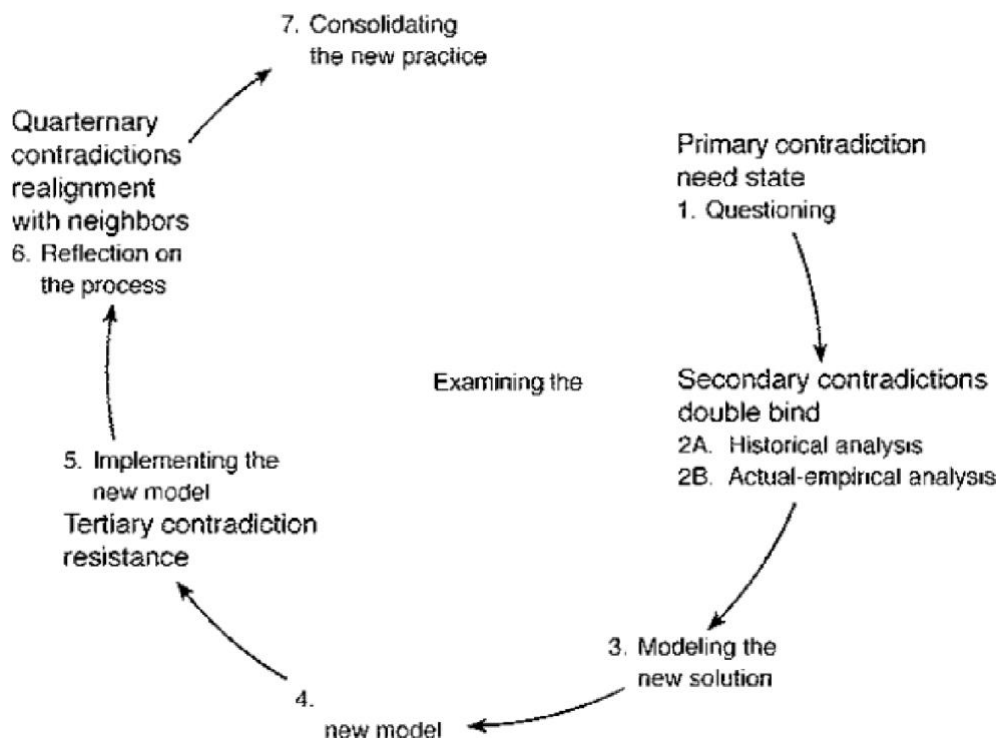 7. Consolidating
the new practice
Quarternary
contradictions
realignment
with neighbors
6. Reflection on
the process
Primary contradiction
need state
1. Questioning
Examining the
Secondary contradictions
double bind
2A. Historical analysis
2B. Actual-empirical analysis
5. Implementing the
new model
Tertiary contradiction
resistance
3. Modeling the
new solution
4.
new model